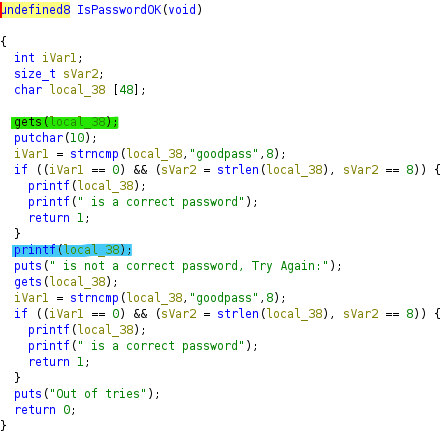 undefined8 IsPasswordOK(void)
{
int iVar1;
size_t sVar2;
char local_38 [48];
gets(local_38);
putchar(10);
iVar1 = strncmp(local_38,"goodpass",8);
if ((iVar1 == 0) && (sVar2 = strlen(local_38), sVar2 == 8)) {
printf(local_38);
printf(" is a correct password");
return 1;
}
printf(local_38);
puts(" is not a correct password, Try Again:");
gets(local_38);
iVar1 = strncmp(local_38,"goodpass",8);
if ((iVar1 == 0) && (sVar2 = strlen(local_38), sVar2 == 8)) {
printf(local_38);
printf(" is a correct password");
return 1;
}
puts("Out of tries");
return 0;
}